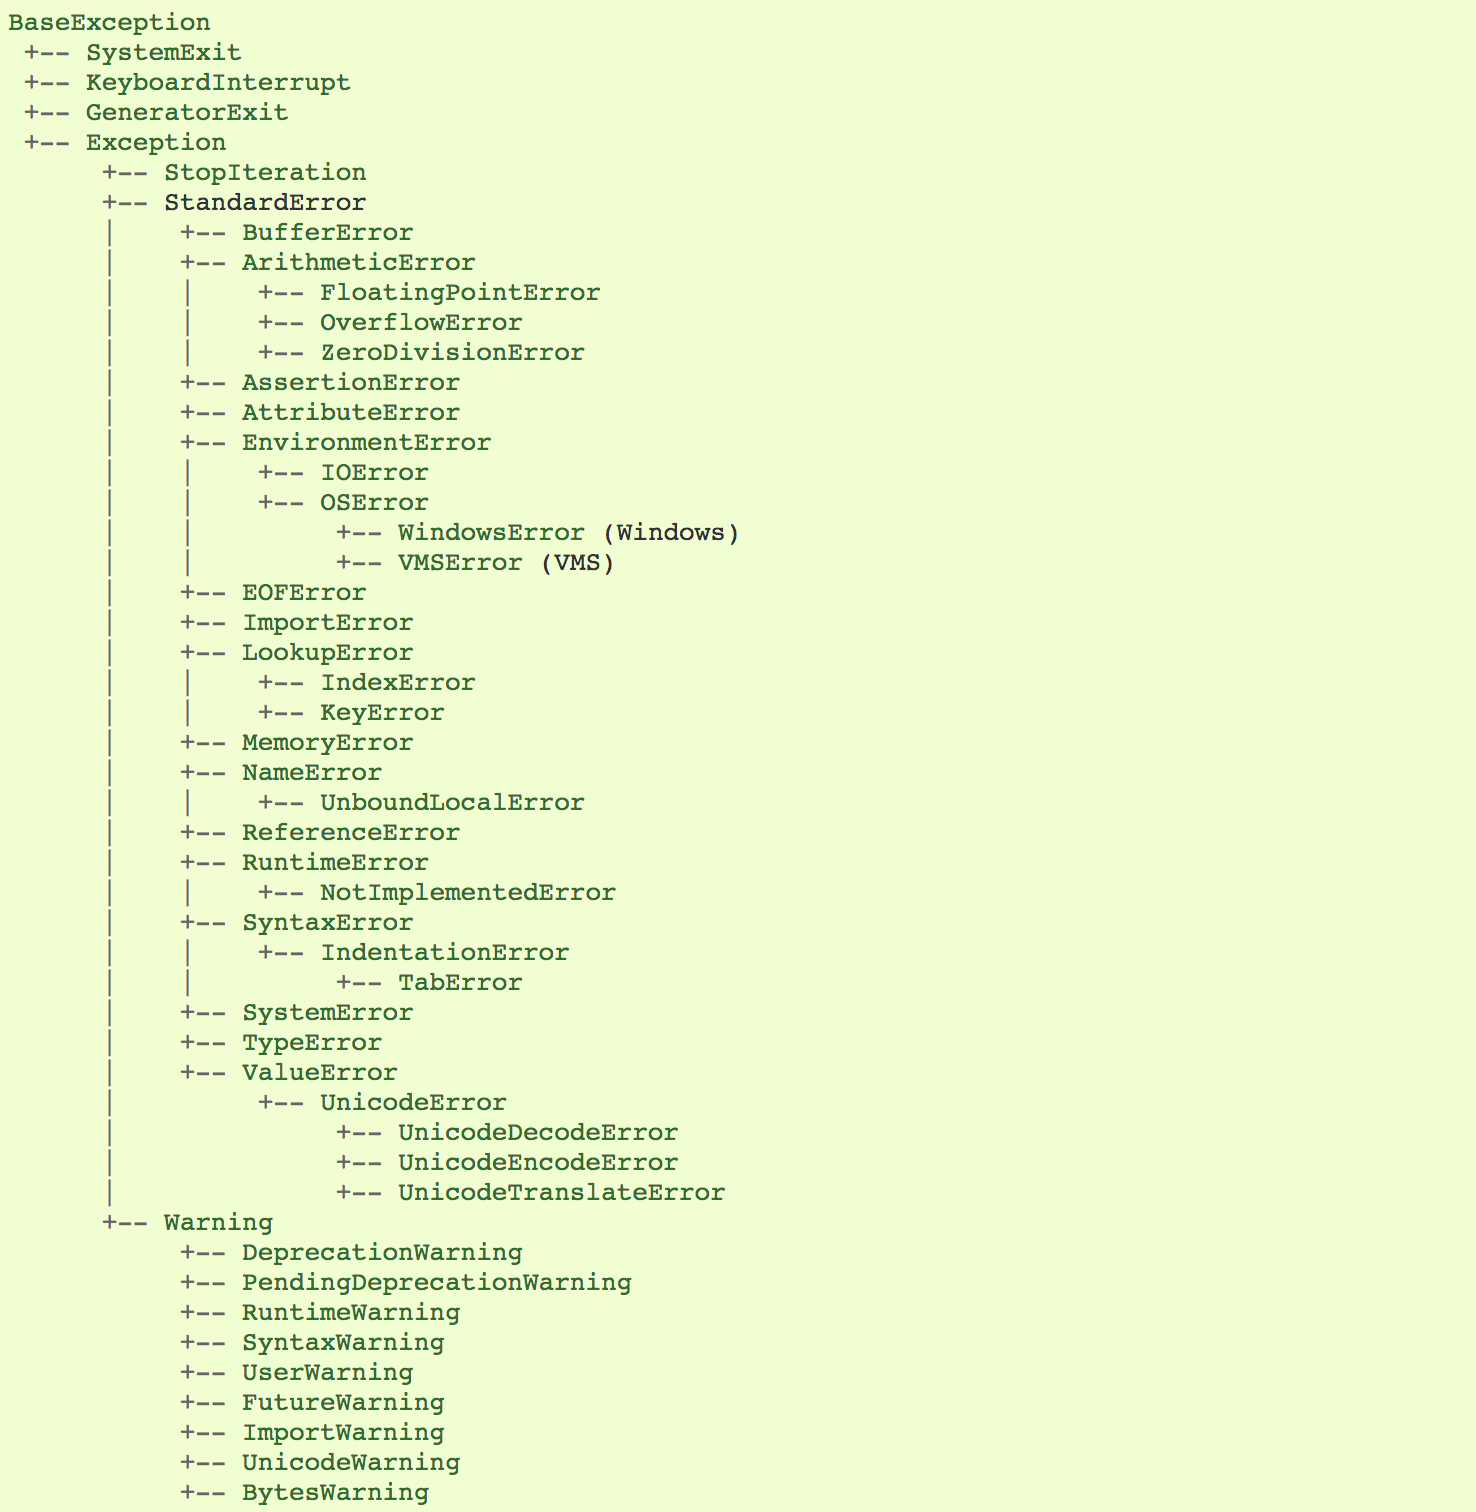 BaseException
 +-- SystemExit
 +-- KeyboardInterrupt
 +-- GeneratorExit
 +-- Exception
      +-- StopIteration
      +-- StandardError
      |    +-- BufferError
      |    +-- ArithmeticError
      |    |    +-- FloatingPointError
      |    |    +-- OverflowError
      |    |    +-- ZeroDivisionError
      |    +-- AssertionError
      |    +-- AttributeError
      |    +-- EnvironmentError
      |    |    +-- IOError
      |    |    +-- OSError
      |    |         +-- WindowsError (Windows)
      |    |         +-- VMSError (VMS)
      |    +-- EOFError
      |    +-- ImportError
      |    +-- LookupError
      |    |    +-- IndexError
      |    |    +-- KeyError
      |    +-- MemoryError
      |    +-- NameError
      |    |    +-- UnboundLocalError
      |    +-- ReferenceError
      |    +-- RuntimeError
      |    |    +-- NotImplementedError
      |    +-- SyntaxError
      |    |    +-- IndentationError
      |    |         +-- TabError
      |    +-- SystemError
      |    +-- TypeError
      |    +-- ValueError
      |         +-- UnicodeError
      |              +-- UnicodeDecodeError
      |              +-- UnicodeEncodeError
      |              +-- UnicodeTranslateError
      +-- Warning
           +-- DeprecationWarning
           +-- PendingDeprecationWarning
           +-- RuntimeWarning
           +-- SyntaxWarning
           +-- UserWarning
           +-- FutureWarning
           +-- ImportWarning
           +-- UnicodeWarning
           +-- BytesWarning